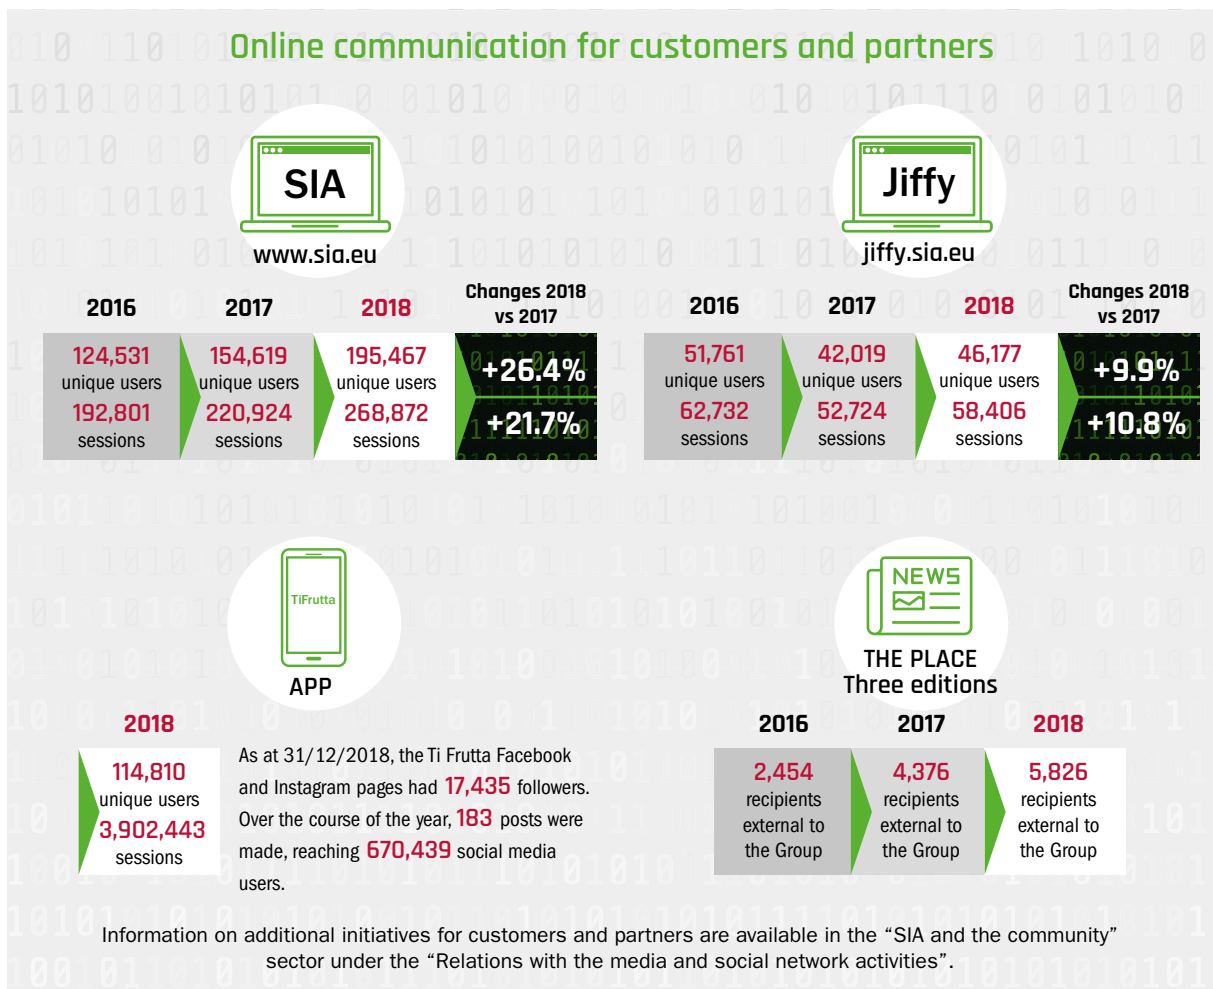 Online communication for customers and partners
SIA
www.sia.eu
2016
2017
2018
Changes 2018
vs 2017
124,531
unique users
192,801
sessions
154,619
unique users
220,924
sessions
195,467
unique users
268,872
sessions
+26.4%
+21.7%
Jiffy
jiffy.sia.eu
2016
2017
2018
Changes 2018
vs 2017
51,761
unique users
62,732
sessions
42,019
unique users
52,724
sessions
46,177
unique users
58,406
sessions
+9.9%
+10.8%
TiFrutta
APP
2018
114,810
unique users
3,902,443
sessions
As at 31/12/2018, the Ti Frutta Facebook
and Instagram pages had 17,435 followers.
Over the course of the year, 183 posts were
made, reaching 670,439 social media
users.
NEWS
THE PLACE
Three editions
2016
2017
2018
2,454
recipients
external to
the Group
4,376
recipients
external to
the Group
5,826
recipients
external to
the Group
Information on additional initiatives for customers and partners are available in the “SIA and the community”
sector under the “Relations with the media and social network activities”.